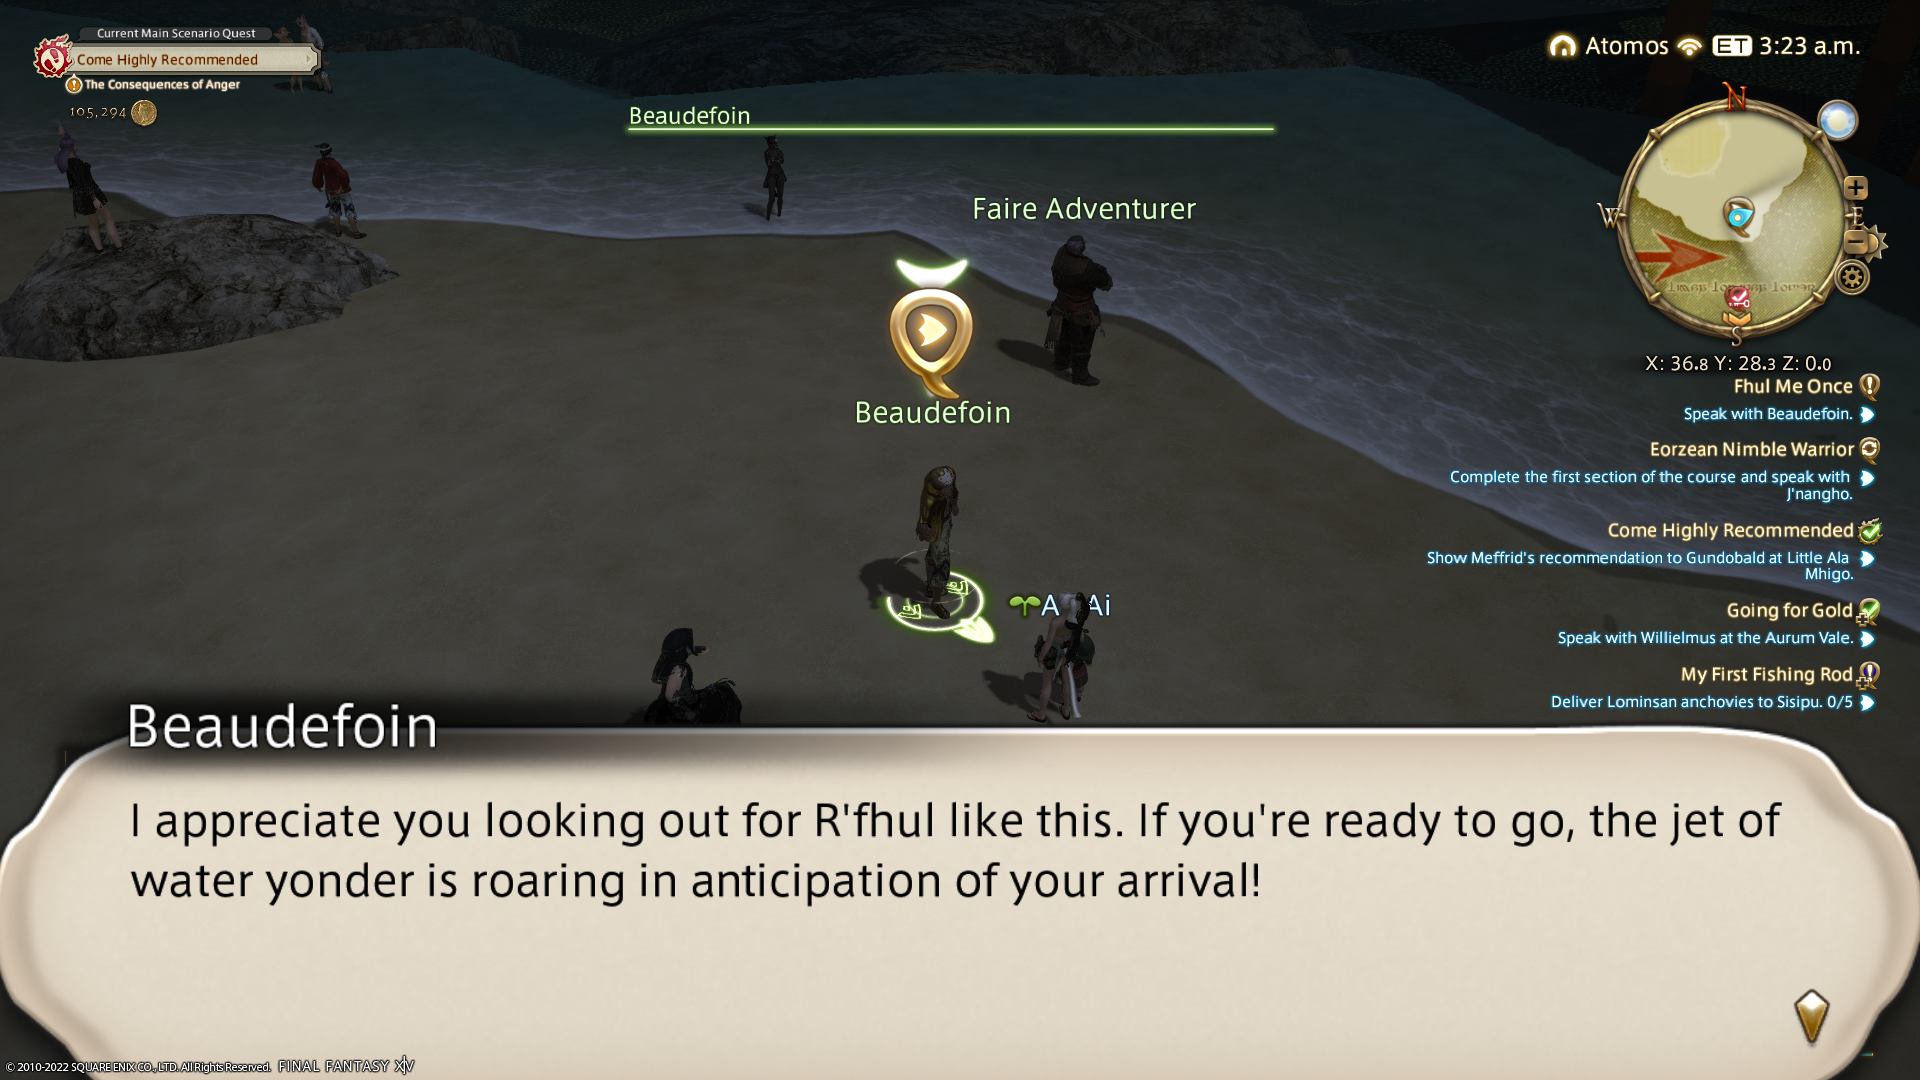 Current Main Scenario Quest
Come Highly Recommended
The Consequences of Anger
105,294
Atomos ET 3:23 a.m.
Beaudefoin
N
W
E
S
X: 36.8 Y: 28.3 Z: 0.0
Faire Adventurer
Beaudefoin
Ai
Fhul Me Once
Speak with Beaudefoin.
Eorzean Nimble Warrior
Complete the first section of the course and speak with
J'nangho.
Come Highly Recommended
Show Meffrid's recommendation to Gundobald at Little Ala
Mhigo.
Going for Gold
Speak with Willielmus at the Aurum Vale.
My First Fishing Rod
Deliver Lominsan anchovies to Sisipu. 0/5
Beaudefoin
I appreciate you looking out for R'fhul like this. If you're ready to go, the jet of
water yonder is roaring in anticipation of your arrival!
© 2010-2022 SQUARE ENIX CO., LTD. All Rights Reserved. FINAL FANTASY XIV